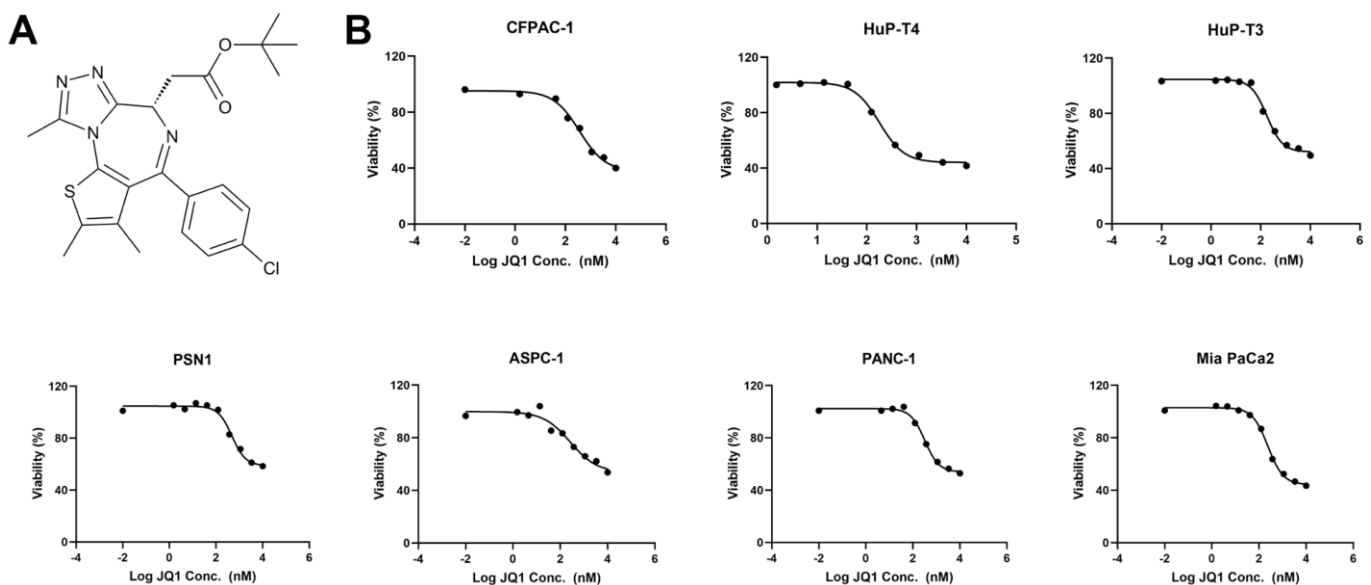 A
B
O
O
N
N
N
N
S
Cl
CFPAC-1
120
80
40
0
-4 -2 0 2 4 6
Viability (%)
Log JQ1 Conc. (nM)
HuP-T4
120
80
40
0
0 1 2 3 4 5
Viability (%)
Log JQ1 Conc. (nM)
HuP-T3
120
80
40
0
-4 -2 0 2 4 6
Viability (%)
Log JQ1 Conc. (nM)
PSN1
120
80
40
0
-4 -2 0 2 4 6
Viability (%)
Log JQ1 Conc. (nM)
ASPC-1
120
80
40
0
-4 -2 0 2 4 6
Viability (%)
Log JQ1 Conc. (nM)
PANC-1
120
80
40
0
-4 -2 0 2 4 6
Viability (%)
Log JQ1 Conc. (nM)
Mia PaCa2
120
80
40
0
-4 -2 0 2 4 6
Viability (%)
Log JQ1 Conc. (nM)